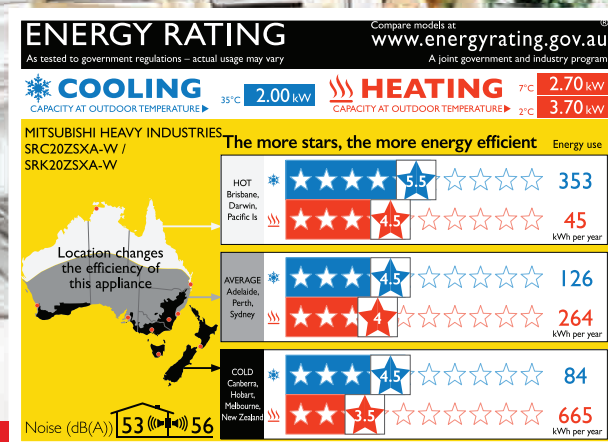 ENERGY RATING
As tested to government regulations – actual usage may vary
Compare models at
www.energyrating.gov.au
®
A joint government and industry program
COOLING
CAPACITY AT OUTDOOR TEMPERATURE
35°C 2.00 kW
HEATING
CAPACITY AT OUTDOOR TEMPERATURE
7°C 2.70 kW
2°C 3.70 kW
MITSUBISHI HEAVY INDUSTRIES
SRC20ZSXA-W /
SRK20ZSXA-W
The more stars, the more energy efficient
Energy use
Location changes
the efficiency of
this appliance
HOT
Brisbane,
Darwin,
Pacific Is
5.5
353
4.5
45
kWh per year
AVERAGE
Adelaide,
Perth,
Sydney
4.5
126
4
264
kWh per year
COLD
Canberra,
Hobart,
Melbourne,
New Zealand
4.5
84
3.5
665
kWh per year
Noise (dB(A)) 53 56